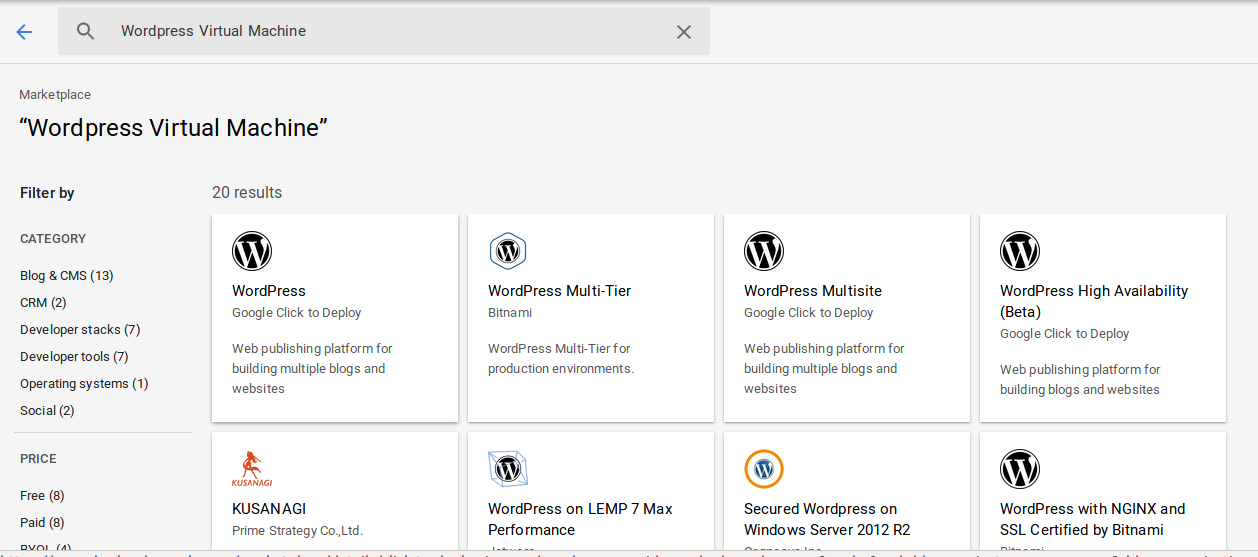 Wordpress Virtual Machine
Marketplace
“Wordpress Virtual Machine”
Filter by
20 results
CATEGORY
Blog & CMS (13)
CRM (2)
Developer stacks (7)
Developer tools (7)
Operating systems (1)
Social (2)
PRICE
Free (8)
Paid (8)
BYOL (4)
WordPress
Google Click to Deploy
Web publishing platform for
building multiple blogs and
websites
WordPress Multi-Tier
Bitnami
WordPress Multi-Tier for
production environments.
WordPress Multisite
Google Click to Deploy
Web publishing platform for
building multiple blogs and
websites
WordPress High Availability
(Beta)
Google Click to Deploy
Web publishing platform for
building blogs and websites
KUSANAGI
KUSANAGI
Prime Strategy Co.,Ltd.
WordPress on LEMP 7 Max
Performance
Jetware
Secured Wordpress on
Windows Server 2012 R2
Cognosys Inc.
WordPress with NGINX and
SSL Certified by Bitnami
Bitnami